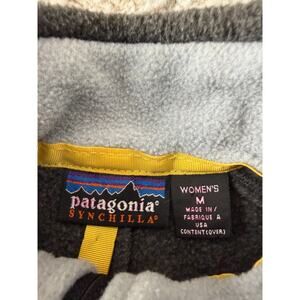 patagonia®
SYNCHILLA®
WOMEN'S
M
MADE IN/
FABRIQUE A
USA
CONTENT(OVER)